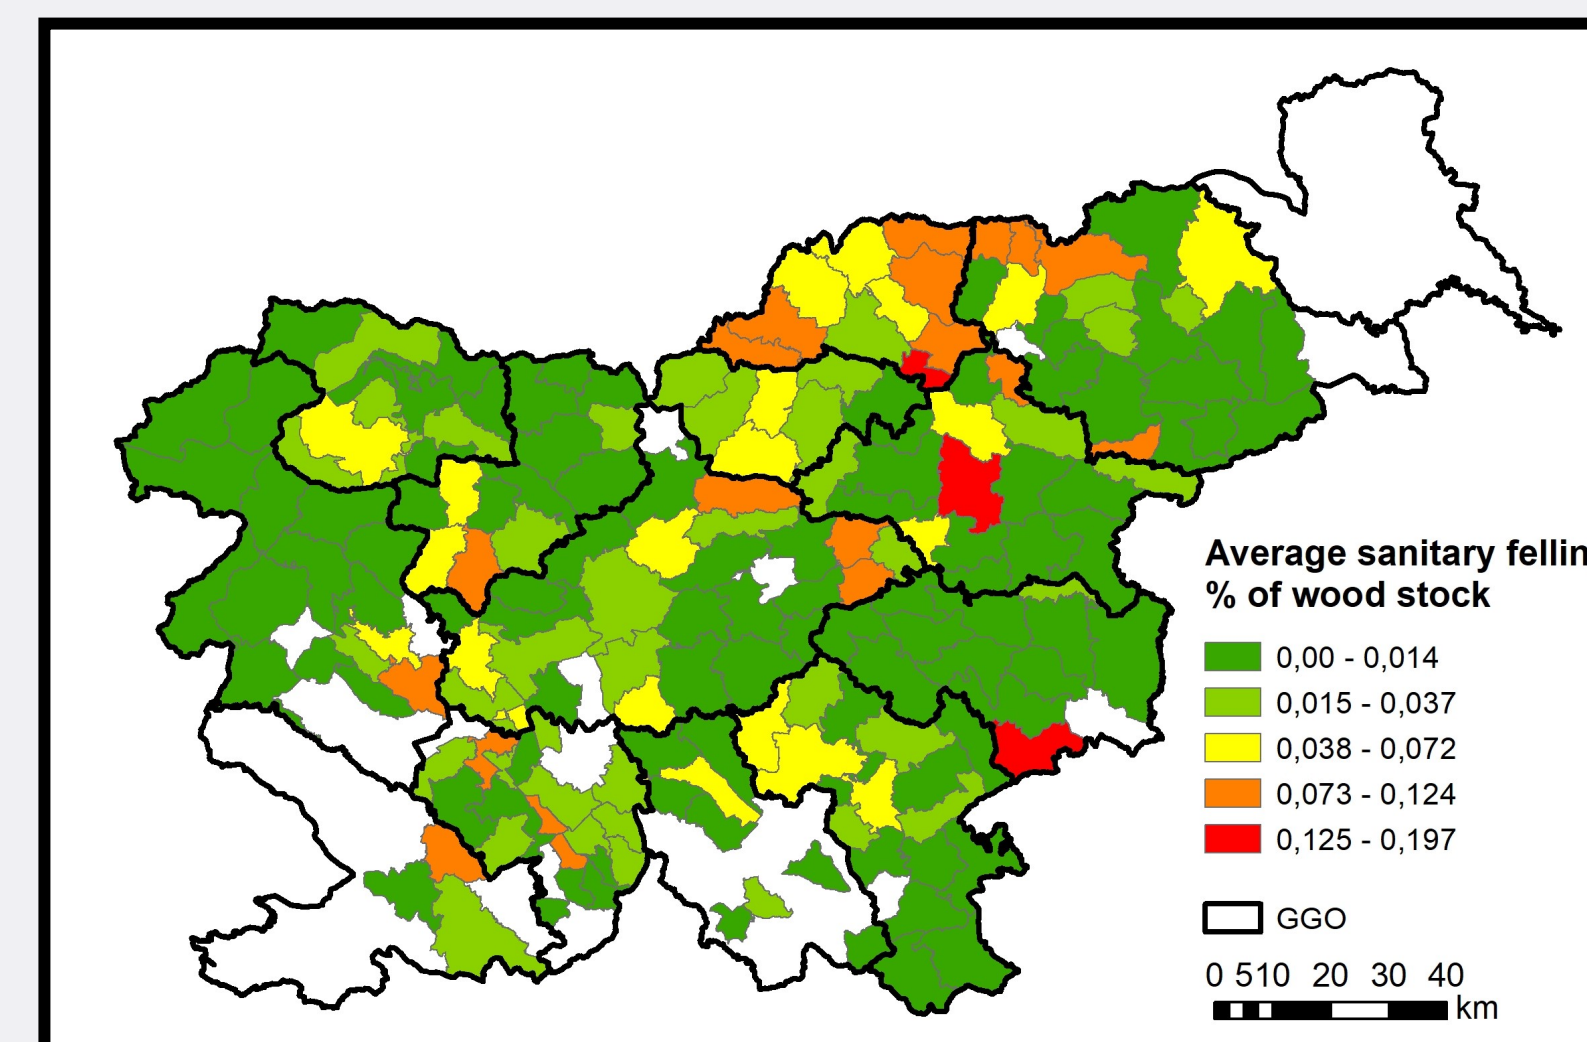 Average sanitary fellin
% of wood stock
0,00 - 0,014
0,015 - 0,037
0,038 - 0,072
0,073 - 0,124
0,125 - 0,197
GGO
0 510 20 30 40
km